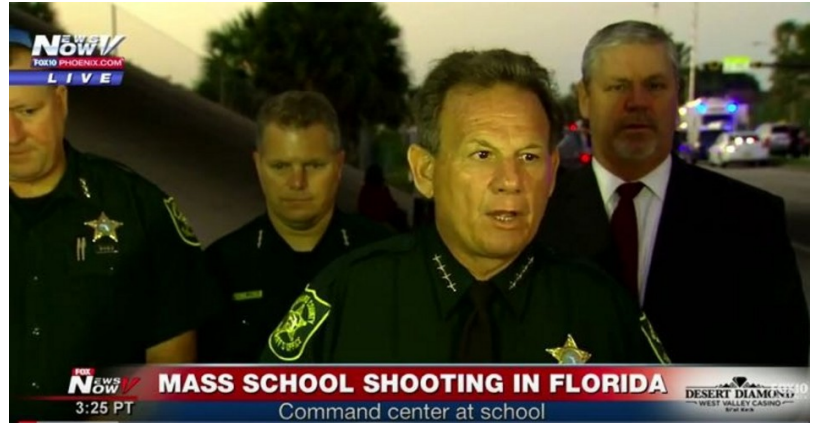 NEWS
NOW
FOX10 PHOENIX.COM
LIVE
FOX
NEWS
NOW
3:25 PT
MASS SCHOOL SHOOTING IN FLORIDA
Command center at school
DESERT DIAMOND
WEST VALLEY CASINO